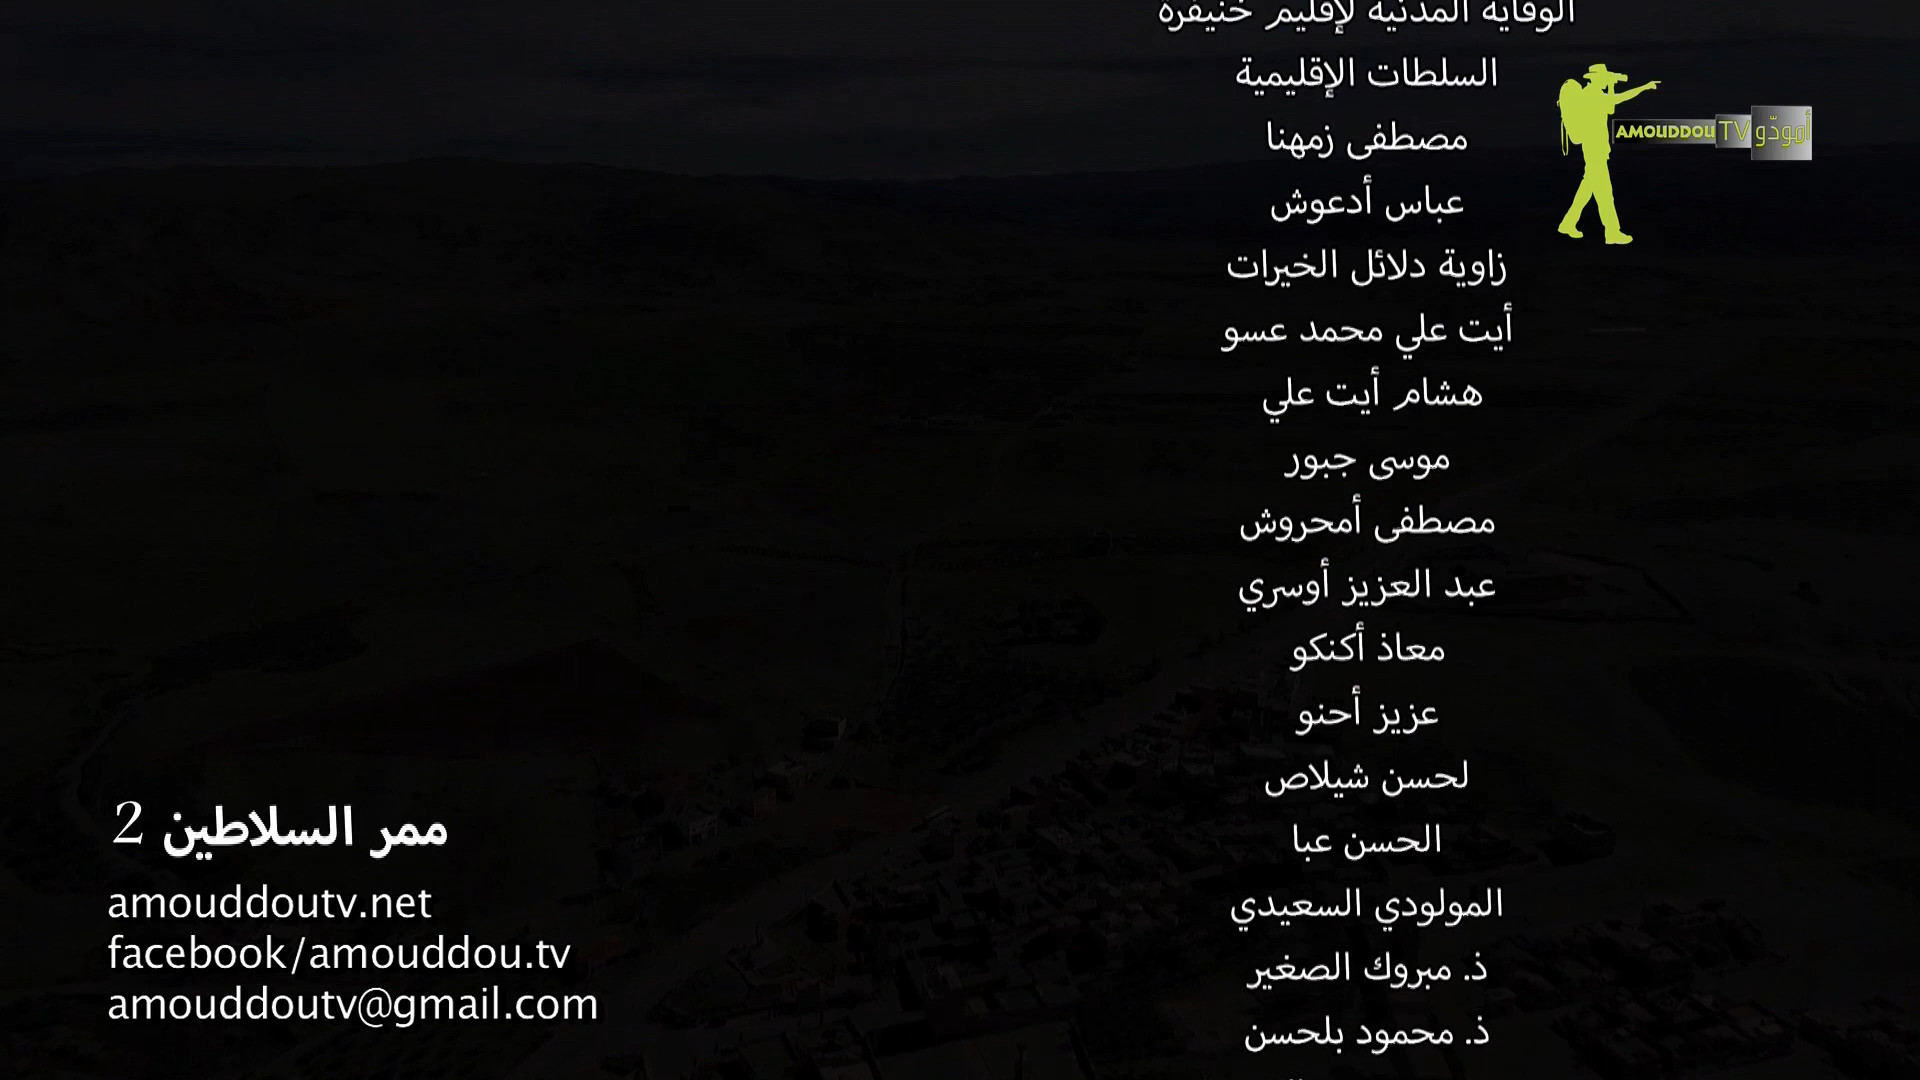 الوقاية المدنية لإقليم خنيفرة
السلطات الإقليمية
مصطفى زمهنا
عباس أدعوش
زاوية دلائل الخيرات
أيت علي محمد عسو
هشام أيت علي
موسى جبور
مصطفى أمحروش
عبد العزيز أوسري
معاذ أكنكو
عزيز أحنو
لحسن شيلاص
الحسن عبا
المولودي السعيدي
ذ. مبروك الصغير
ذ. محمود بلحسن
AMOUDDOU TV أمودّو
ممر السلاطين 2
amouddoutv.net
facebook/amouddou.tv
amouddoutv@gmail.com